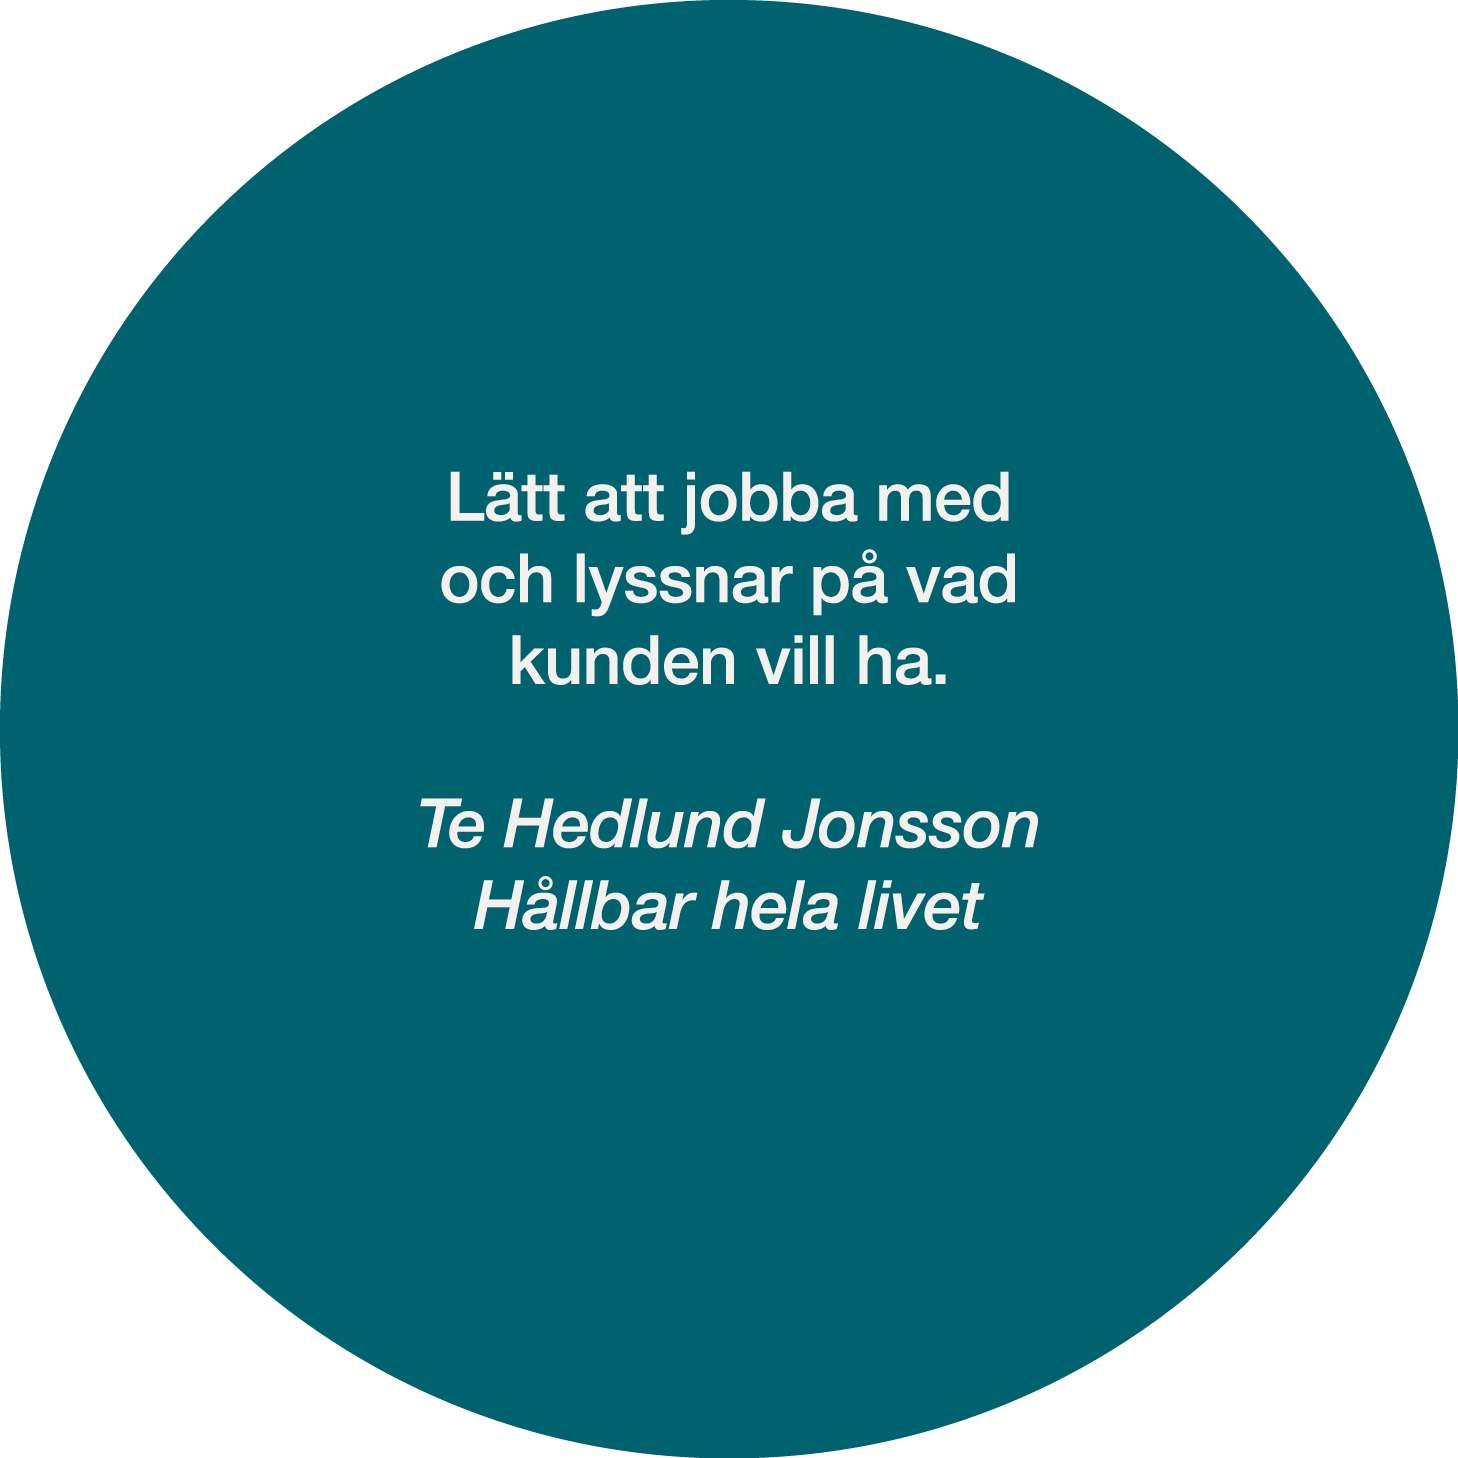 Lätt att jobba med
och lyssnar på vad
kunden vill ha.
Te Hedlund Jonsson
Hållbar hela livet